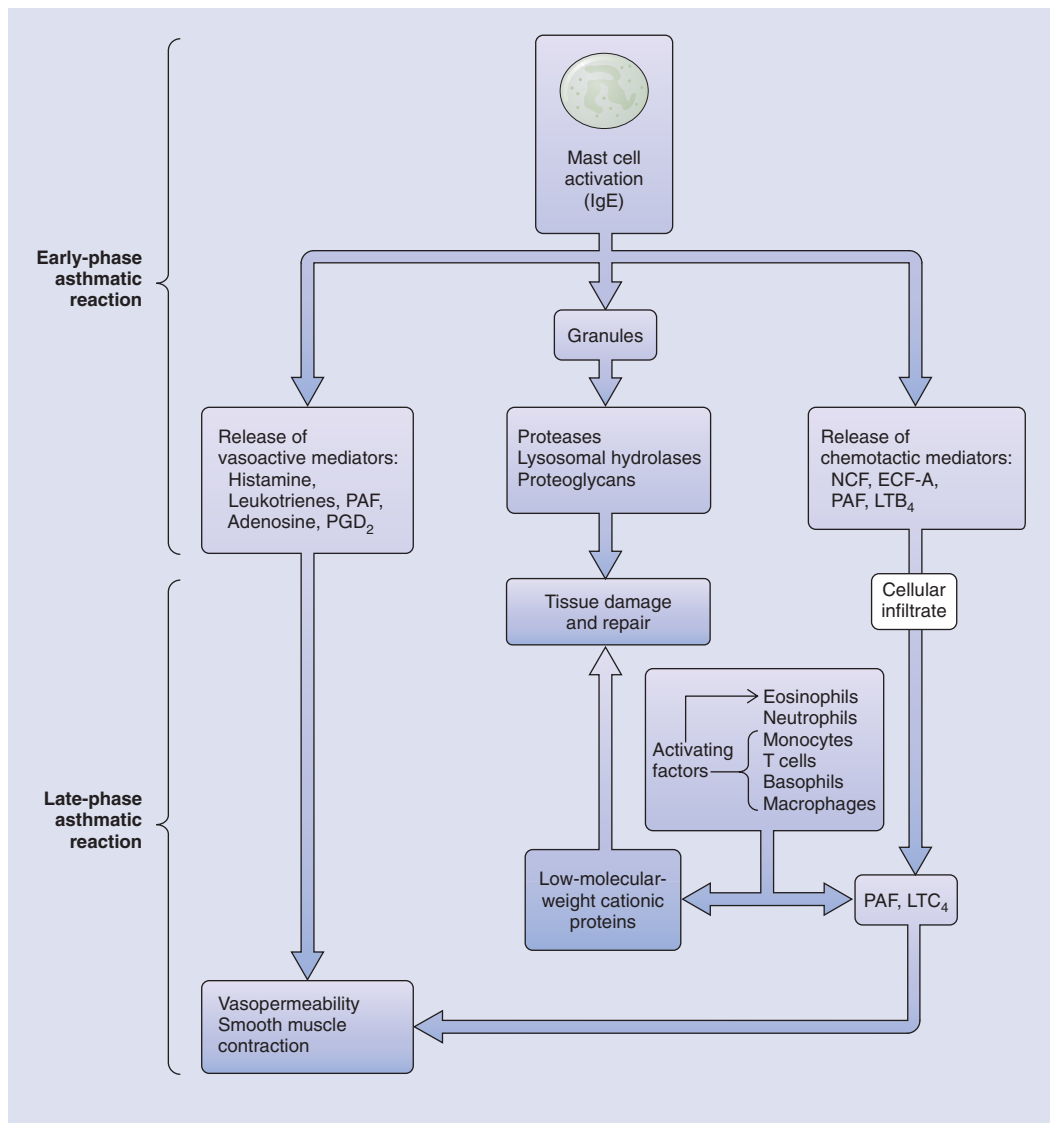 Mast cell
activation
(IgE)
Early-phase
asmathic
reaction
Granules
Release of
vasoactive mediators:
Histamine,
Leukotrienes, PAF,
Adenosine, PGD₂
Proteases
Lysosomal hydrolases
Proteoglycans
Release of
chemotactic mediators:
NCF, ECF-A,
PAF, LTB₄
Cellular
infiltrate
Tissue damage
and repair
Activating
factors
Eosinophils
Neutrophils
Monocytes
T cells
Basophils
Macrophages
Late-phase
asthmatic
reaction
Low-molecular-
weight cationic
proteins
PAF, LTC₄
Vasopermeability
Smooth muscle
contraction